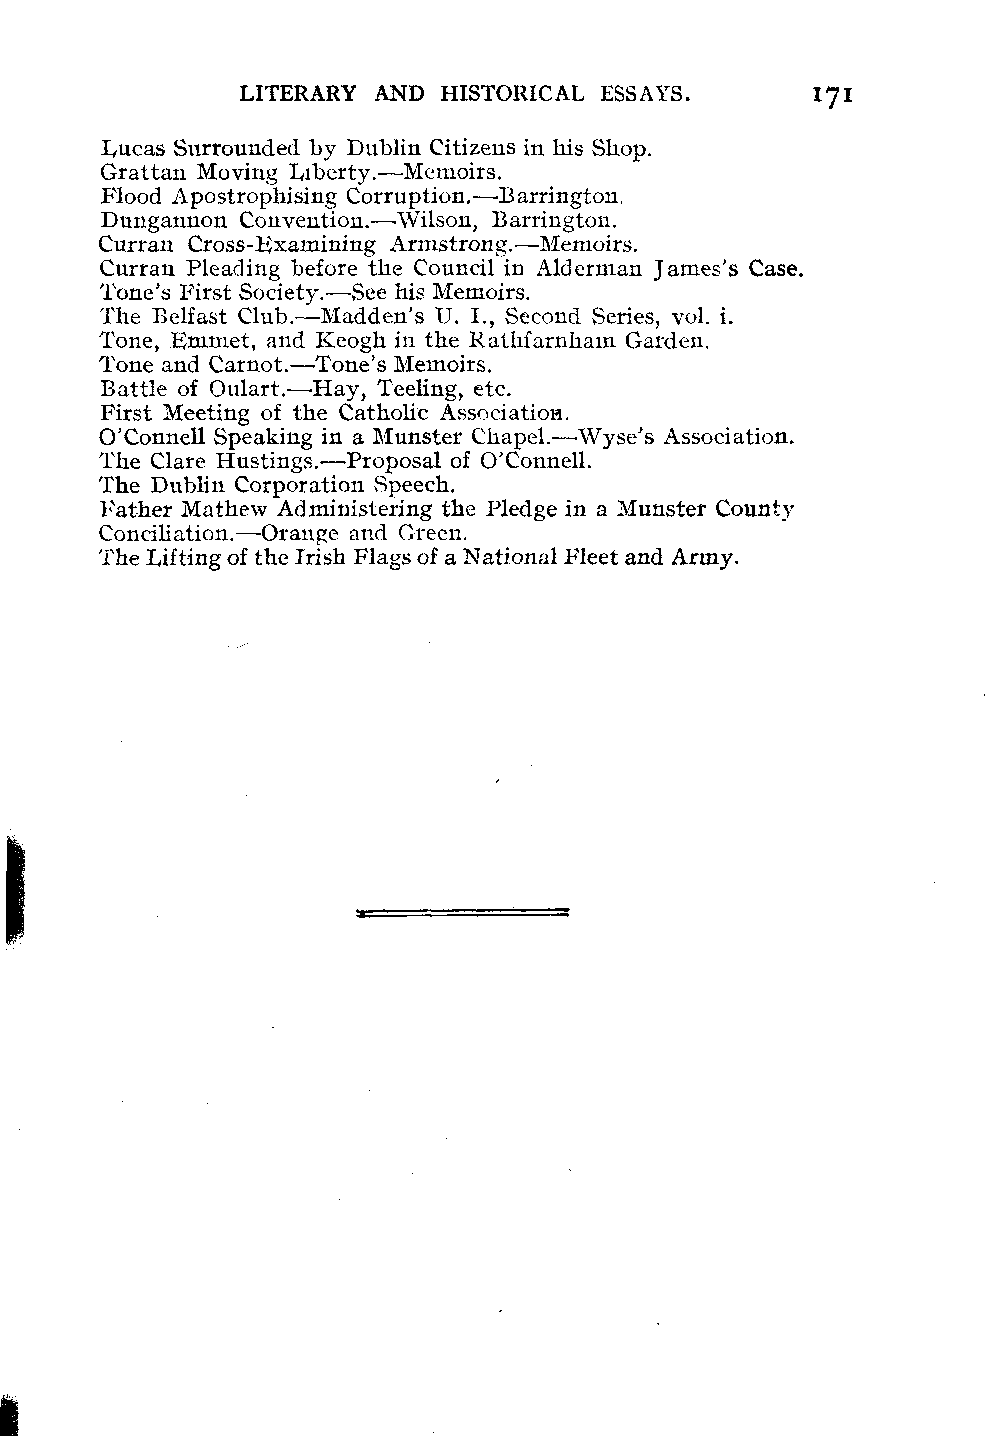 LITERARY AND HISTORICAL ESSAYS. 171
Lucas Surrounded by Dublin Citizens in his Shop.
Grattan Moving Liberty.—Memoirs.
Flood Apostrophising Corruption.—Barrington.
Dungannon Convention.—Wilson, Barrington.
Curran Cross-Examining Armstrong.—Memoirs.
Curran Pleading before the Council in Alderman James's Case.
Tone's First Society.—See his Memoirs.
The Belfast Club.—Madden's U. I., Second Series, vol. i.
Tone, Emmet, and Keogh in the Rathfarnham Garden.
Tone and Carnot.—Tone's Memoirs.
Battle of Oulart.—Hay, Teeling, etc.
First Meeting of the Catholic Association.
O'Connell Speaking in a Munster Chapel.—Wyse's Association.
The Clare Hustings.—Proposal of O'Connell.
The Dublin Corporation Speech.
Father Mathew Administering the Pledge in a Munster County
Conciliation.—Orange and Green.
The Lifting of the Irish Flags of a National Fleet and Army.